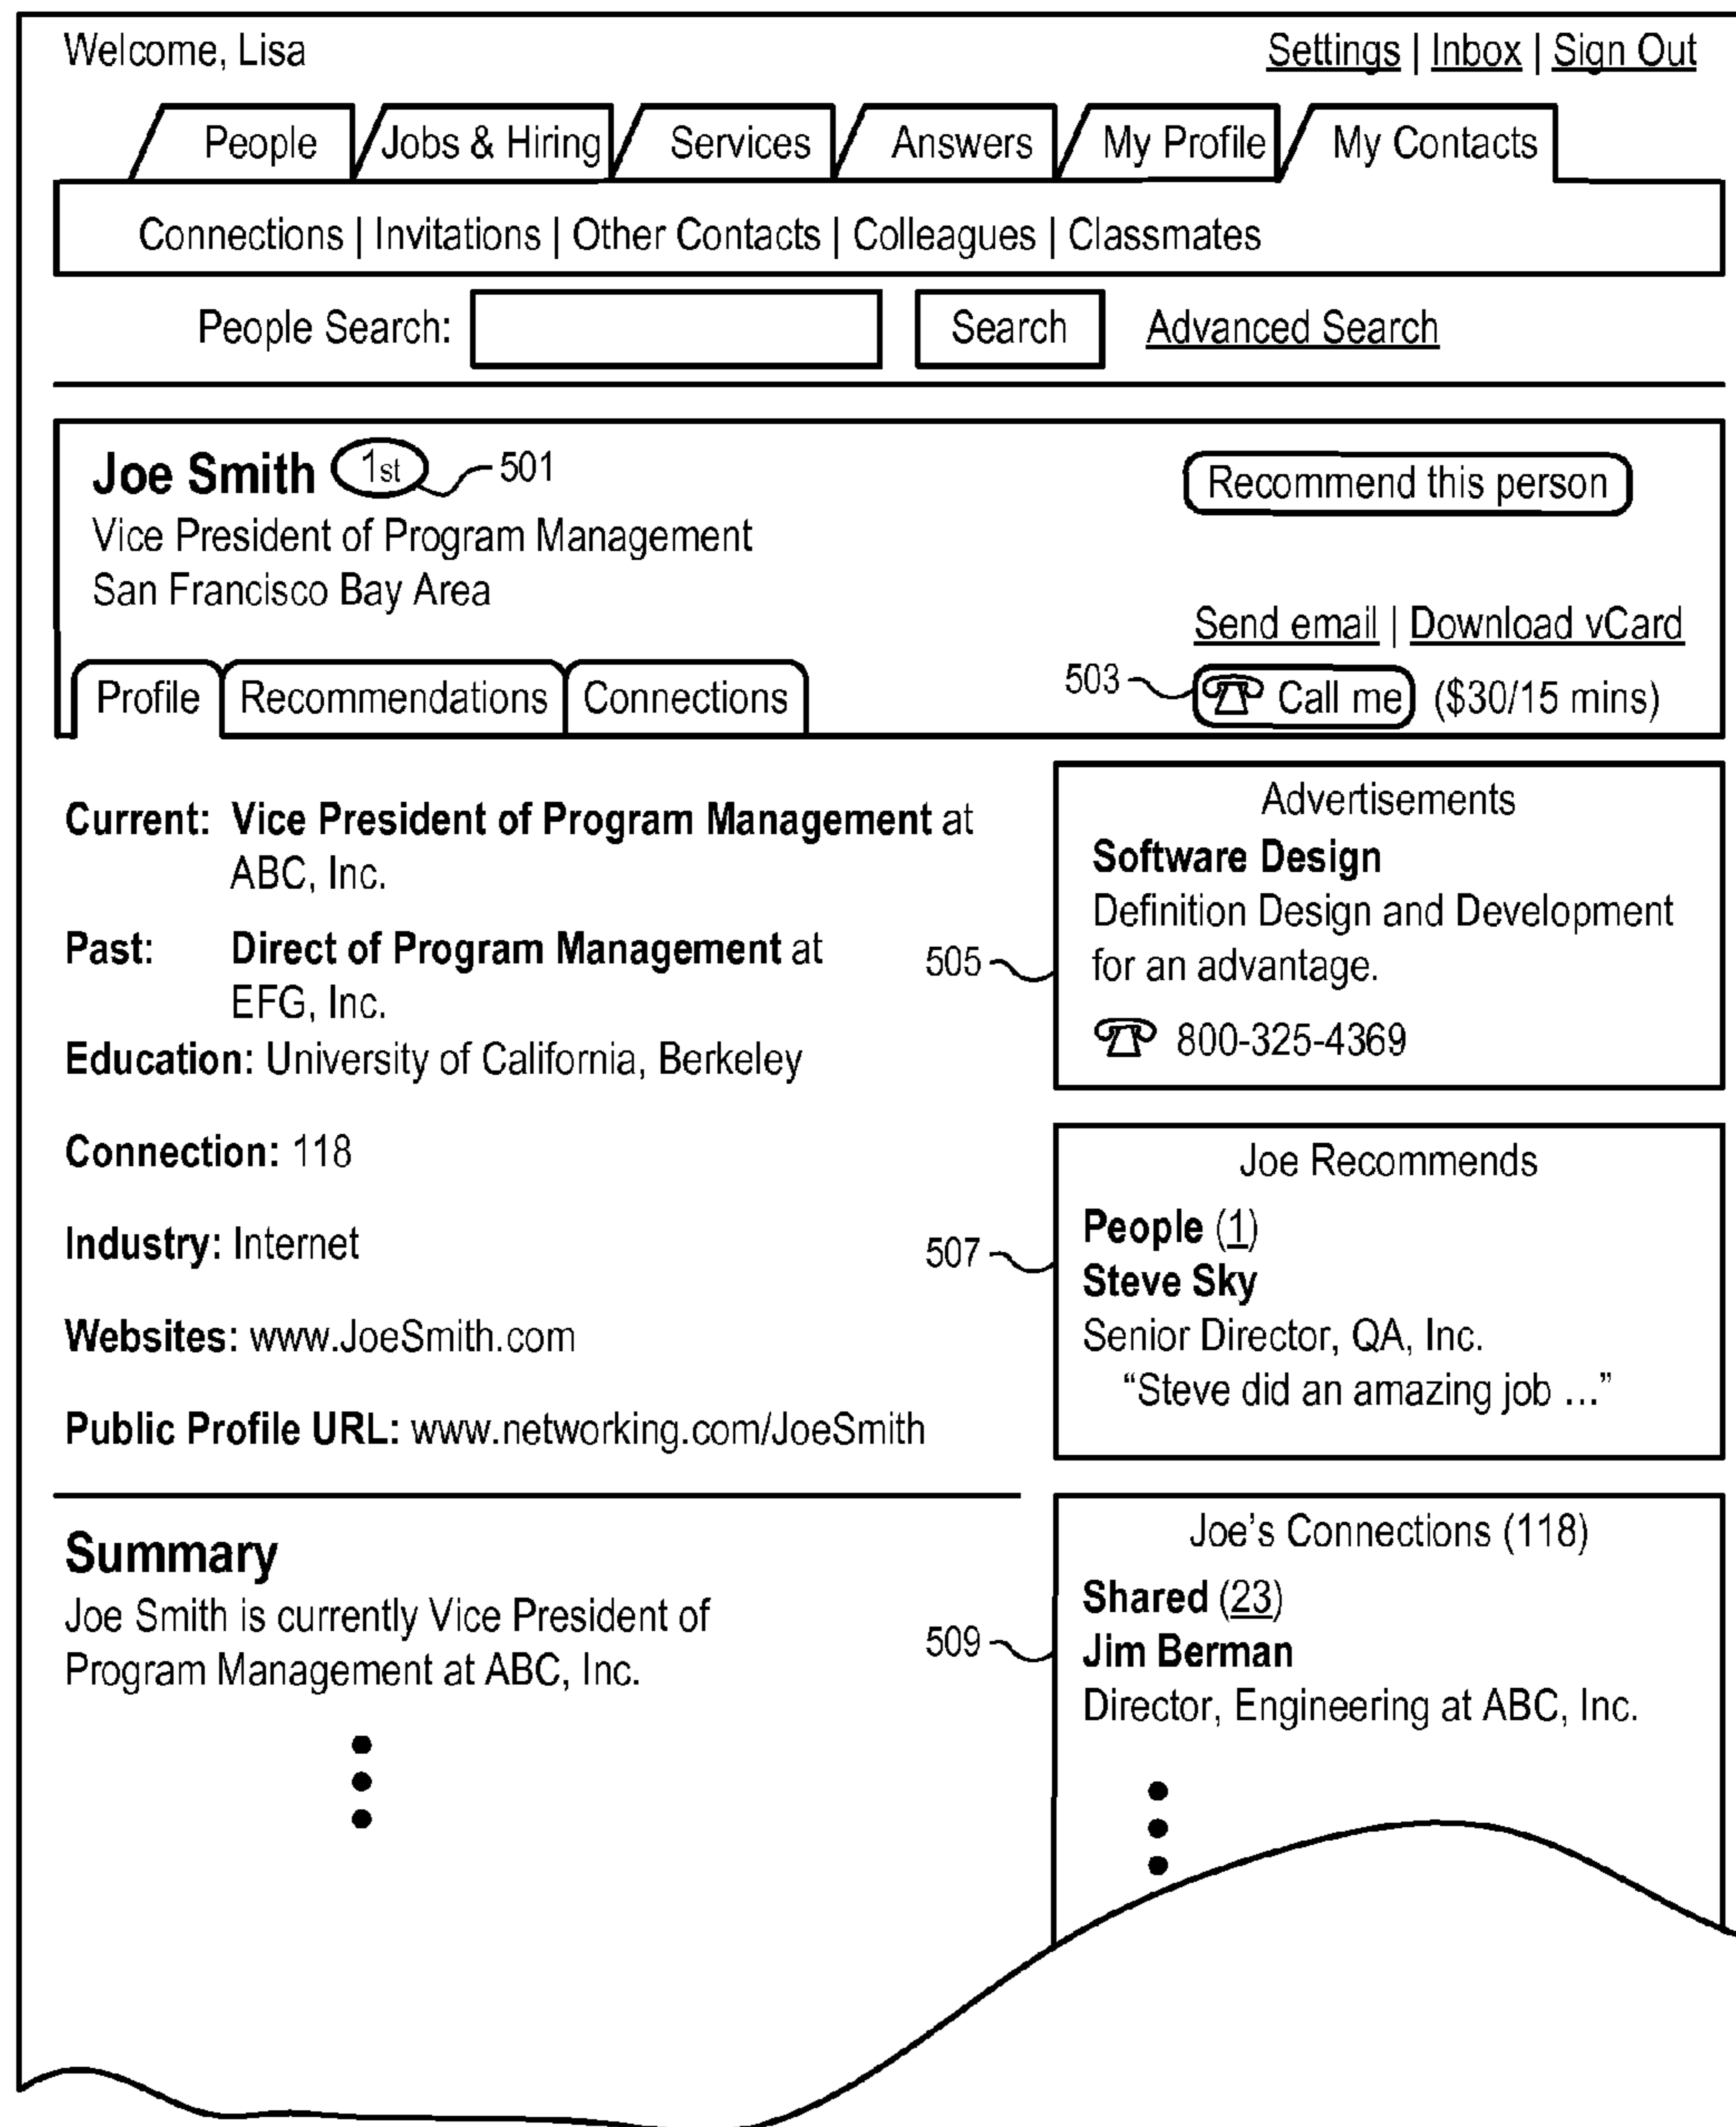 Welcome, Lisa
Settings | Inbox | Sign Out
People
Jobs & Hiring
Services
Answers
My Profile
My Contacts
Connections | Invitations | Other Contacts | Colleagues | Classmates
People Search:
Search
Advanced Search
Joe Smith 1st
501
Vice President of Program Management
San Francisco Bay Area
Recommend this person
Send email | Download vCard
503
Call me ($30/15 mins)
Profile
Recommendations
Connections
Current: Vice President of Program Management at
ABC, Inc.
Past: Direct of Program Management at
EFG, Inc.
Education: University of California, Berkeley
Connection: 118
Industry: Internet
Websites: www.JoeSmith.com
Public Profile URL: www.networking.com/JoeSmith
Summary
Joe Smith is currently Vice President of
Program Management at ABC, Inc.
505
Advertisements
Software Design
Definition Design and Development
for an advantage.
800-325-4369
507
Joe Recommends
People (1)
Steve Sky
Senior Director, QA, Inc.
“Steve did an amazing job ...”
509
Joe’s Connections (118)
Shared (23)
Jim Berman
Director, Engineering at ABC, Inc.